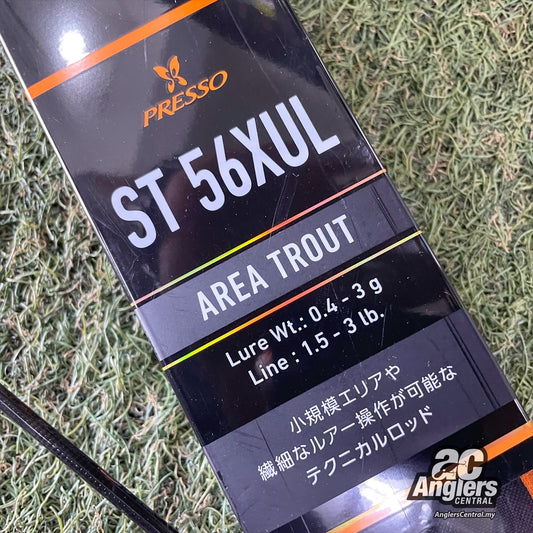 PRESSO
ST 56XUL
AREA TROUT
Lure Wt.: 0.4 - 3 g
Line : 1.5 - 3 lb.
小規模エリアや
繊細なルアー操作が可能な
テクニカルロッド
ac
Anglers
CENTRAL
AnglersCentral.my